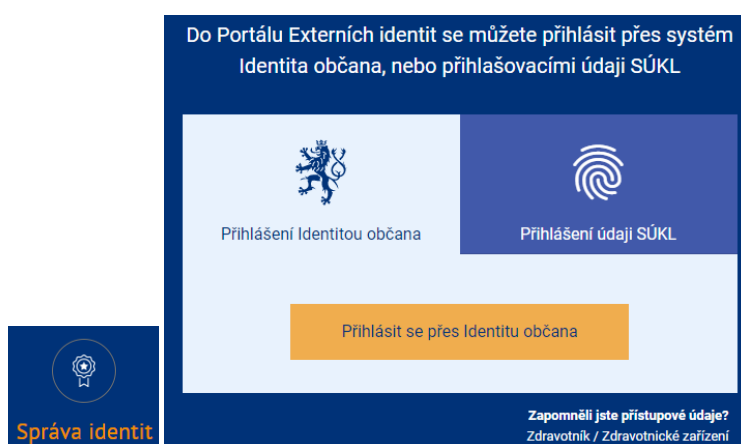 Do Portálu Externích identit se můžete přihlásit přes systém
Identita občana, nebo přihlašovacími údaji SÚKL
Přihlášení Identitou občana
Přihlášení údaji SÚKL
Přihlásit se přes Identitu občana
Zapomněli jste přístupové údaje?
Zdravotník / Zdravotnické zařízení
Správa identit